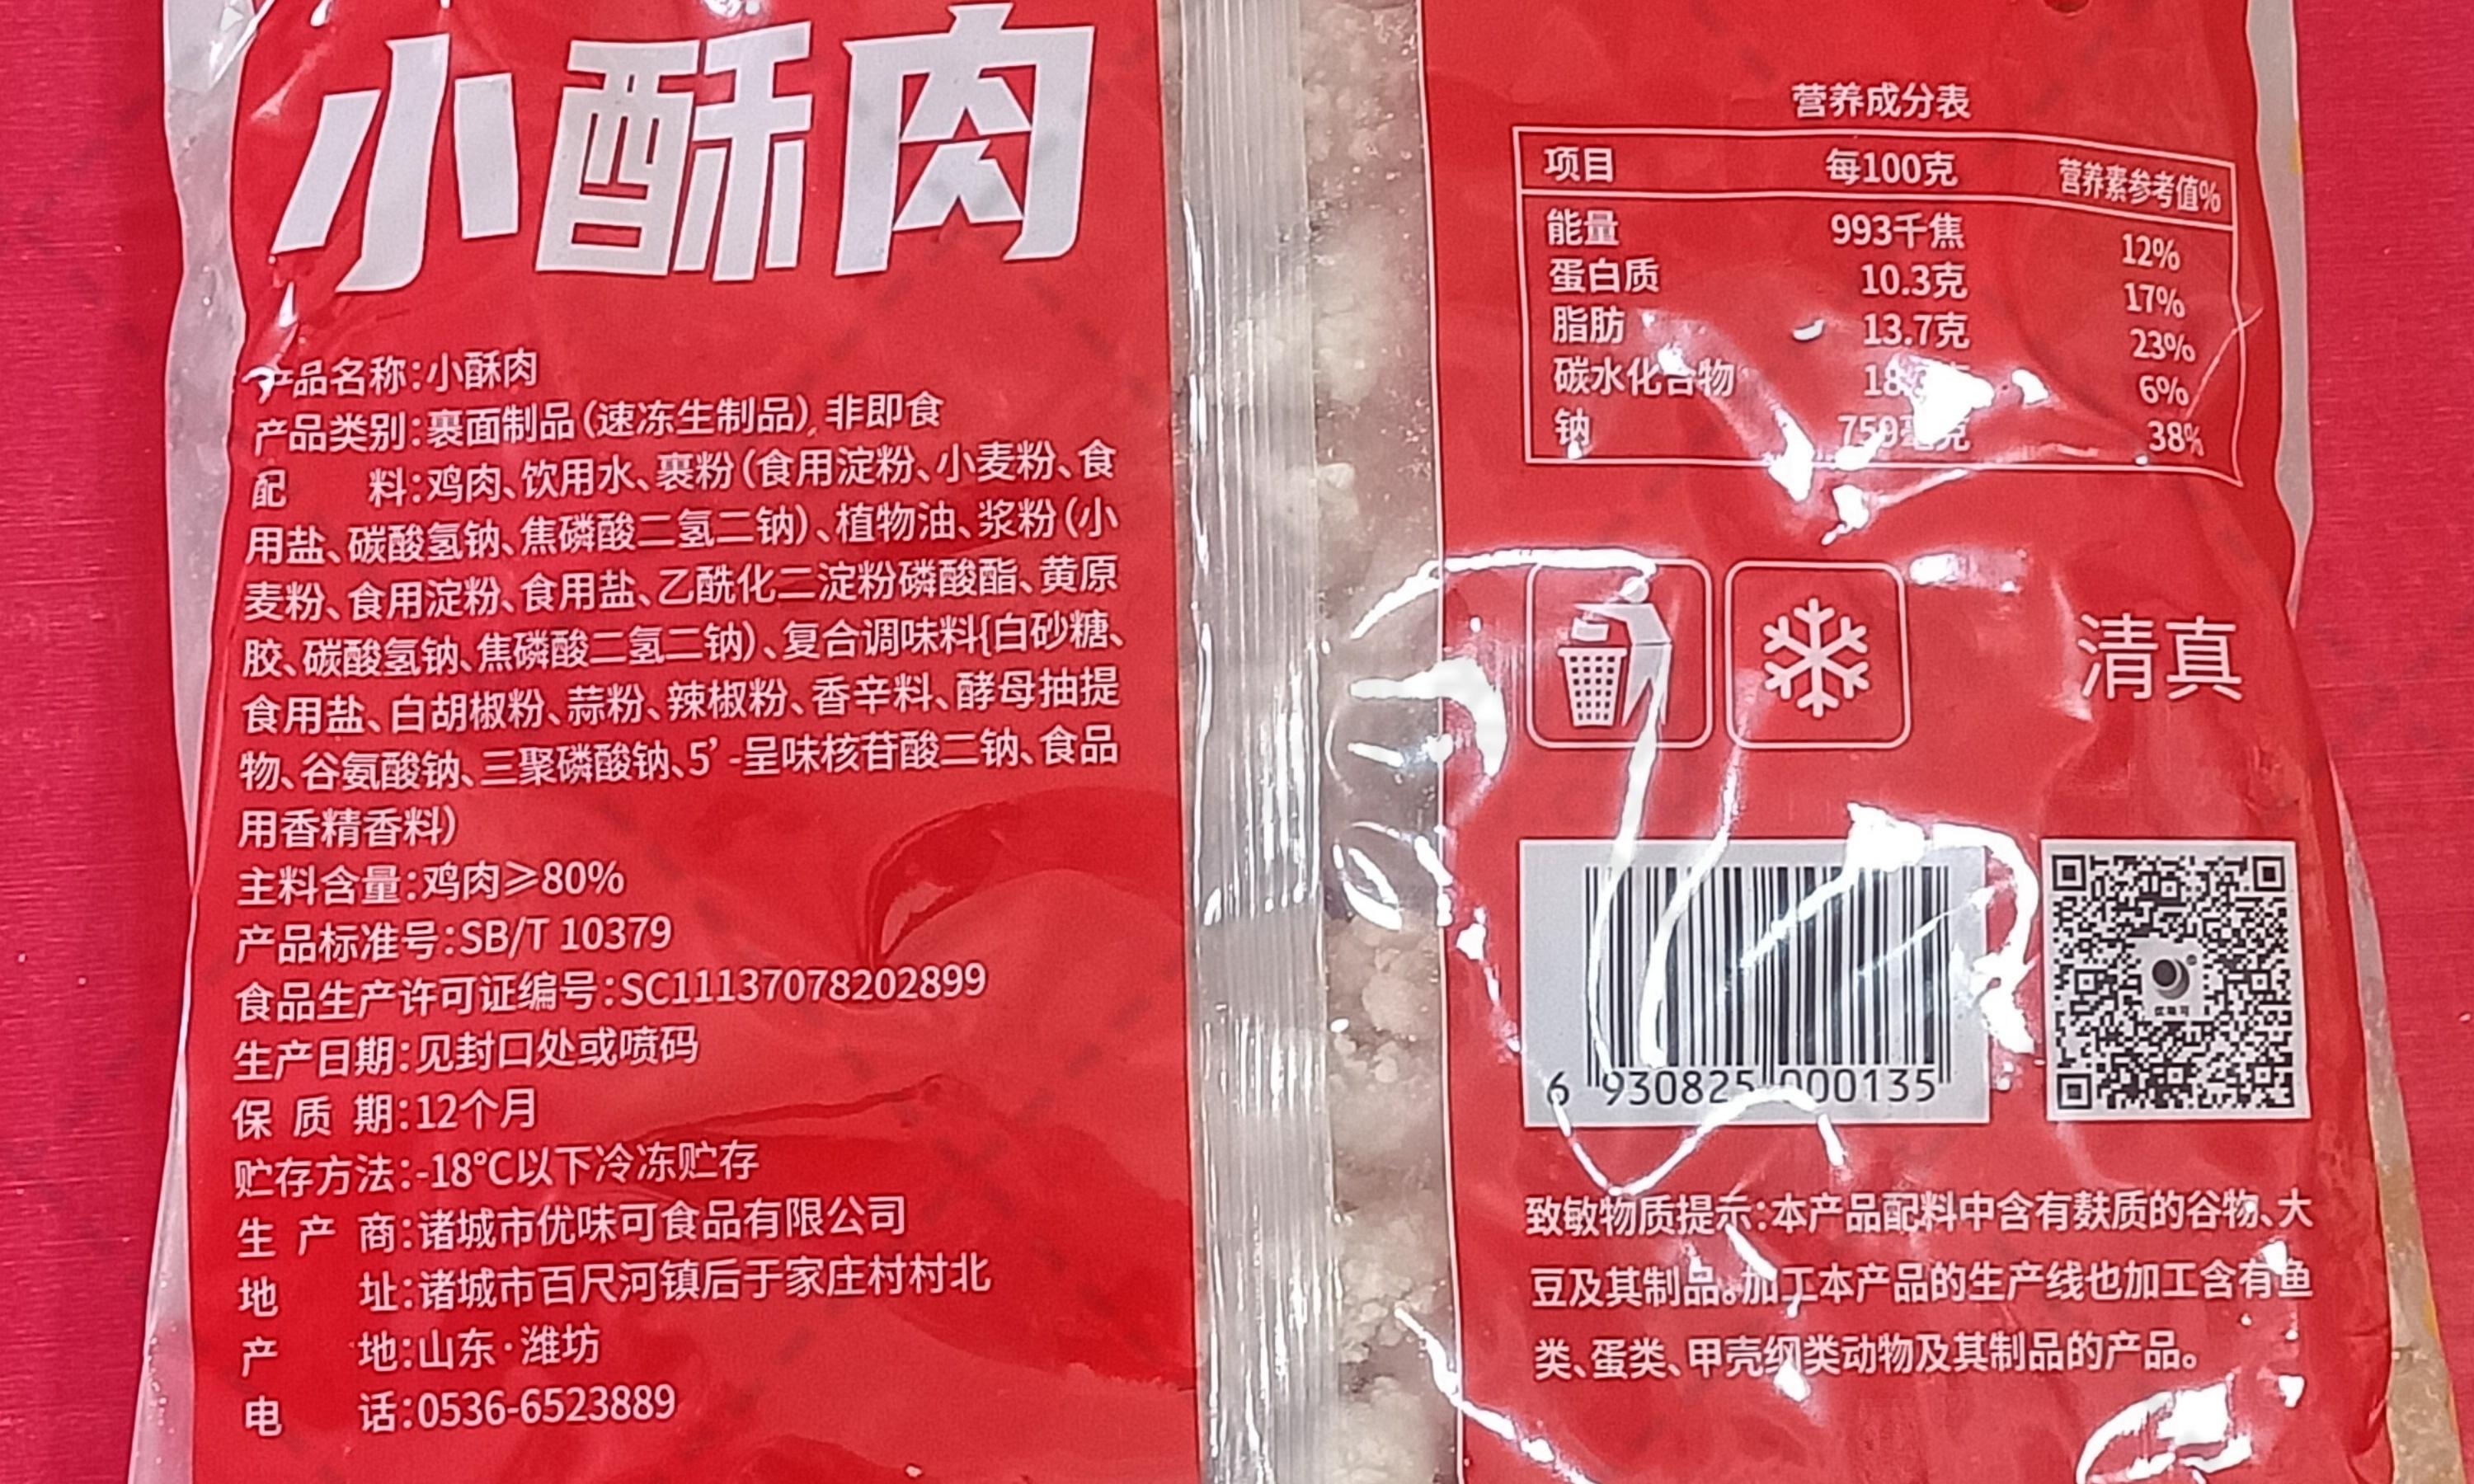 小酥肉
产品名称:小酥肉
产品类别:裹面制品(速冻生制品),非即食
配 料:鸡肉、饮用水、裹粉(食用淀粉、小麦粉、食
用盐、碳酸氢钠、焦磷酸二氢二钠)、植物油、浆粉(小
麦粉、食用淀粉、食用盐、乙酰化二淀粉磷酸酯、黄原
胶、碳酸氢钠、焦磷酸二氢二钠)、复合调味料{白砂糖、
食用盐、白胡椒粉、蒜粉、辣椒粉、香辛料、酵母抽提
物、谷氨酸钠、三聚磷酸钠、5’-呈味核苷酸二钠、食品
用香精香料)
主料含量:鸡肉≥80%
产品标准号:SB/T 10379
食品生产许可证编号:SC11137078202899
生产日期:见封口处或喷码
保 质 期:12个月
贮存方法:-18℃以下冷冻贮存
生 产 商:诸城市优味可食品有限公司
地 址:诸城市百尺河镇后于家庄村村北
产 地:山东·潍坊
电 话:0536-6523889
营养成分表
项目 每100克 营养素参考值%
能量 993千焦 12%
蛋白质 10.3克 17%
脂肪 13.7克 23%
碳水化合物 6%
钠 759毫克 38%
清真
6 930825 000135
致敏物质提示:本产品配料中含有麸质的谷物、大
豆及其制品。加工本产品的生产线也加工含有鱼
类、蛋类、甲壳纲类动物及其制品的产品。